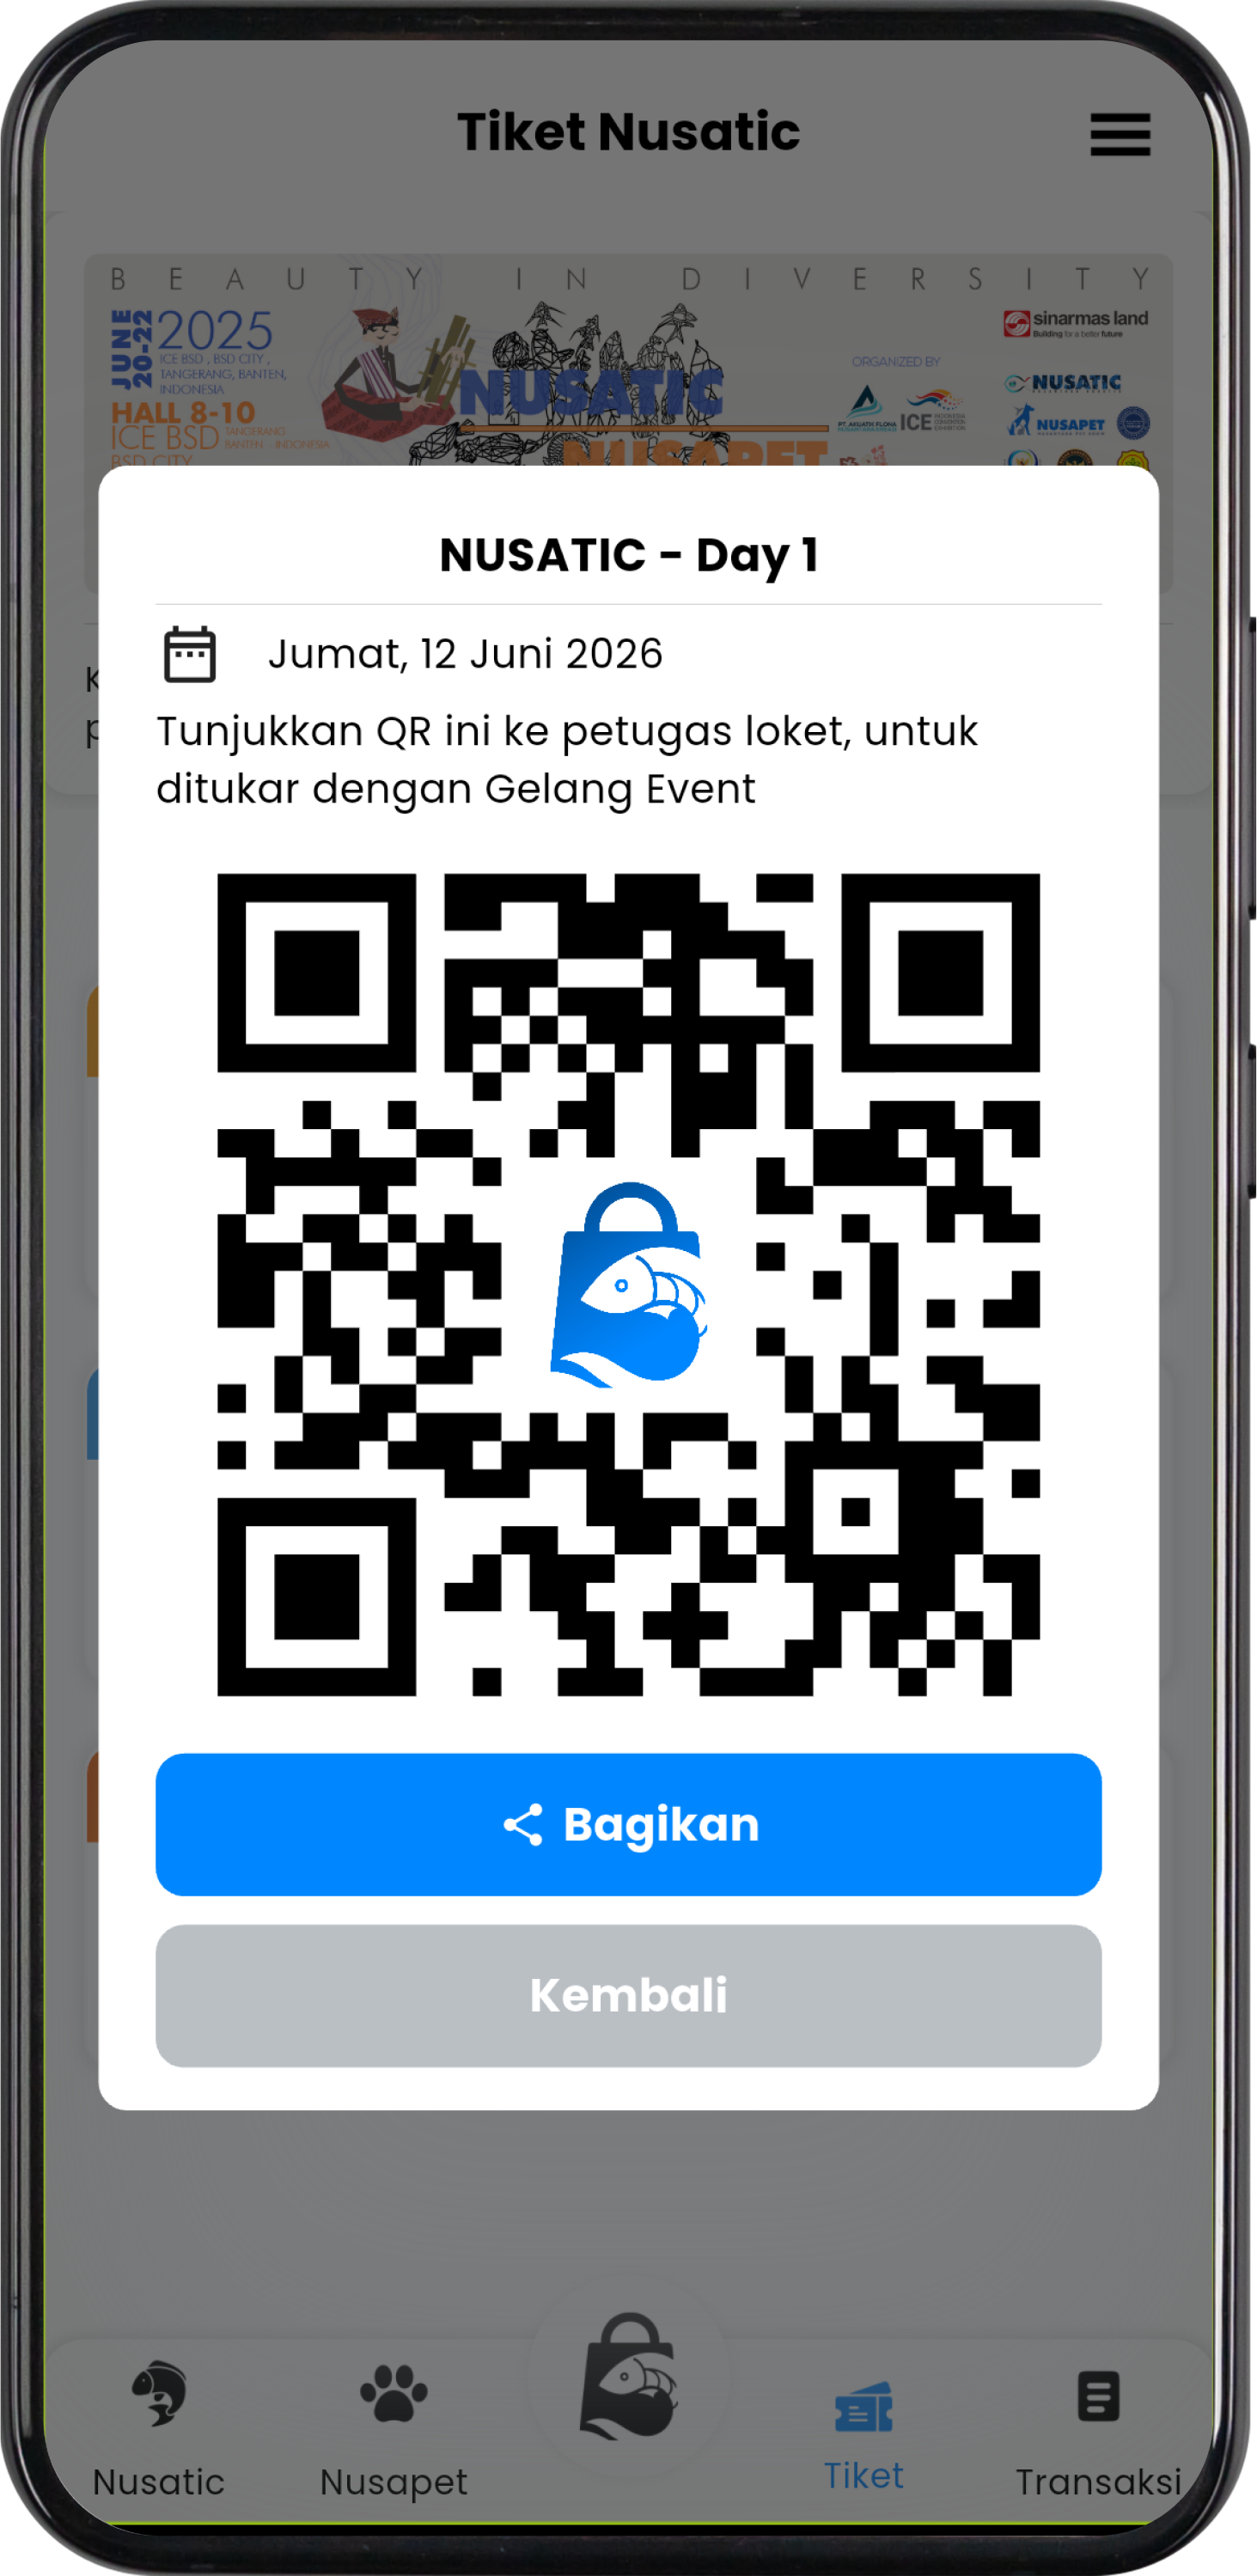 Tiket Nusatic
BEAUTY IN DIVERSITY
JUNE
20-22
2025
ICE BSD , BSD CITY ,
TANGERANG, BANTEN,
INDONESIA
HALL 8-10
ICE BSD
TANGERANG
BANTEN - INDONESIA
BSD CITY
NUSATIC
NUSAPET
ORGANIZED BY
ICE
sinarmas land
Building for a better future
NUSATIC
NUSAPET
NUSATIC - Day 1
Jumat, 12 Juni 2026
Tunjukkan QR ini ke petugas loket, untuk
ditukar dengan Gelang Event
Bagikan
Kembali
Nusatic
Nusapet
Tiket
Transaksi